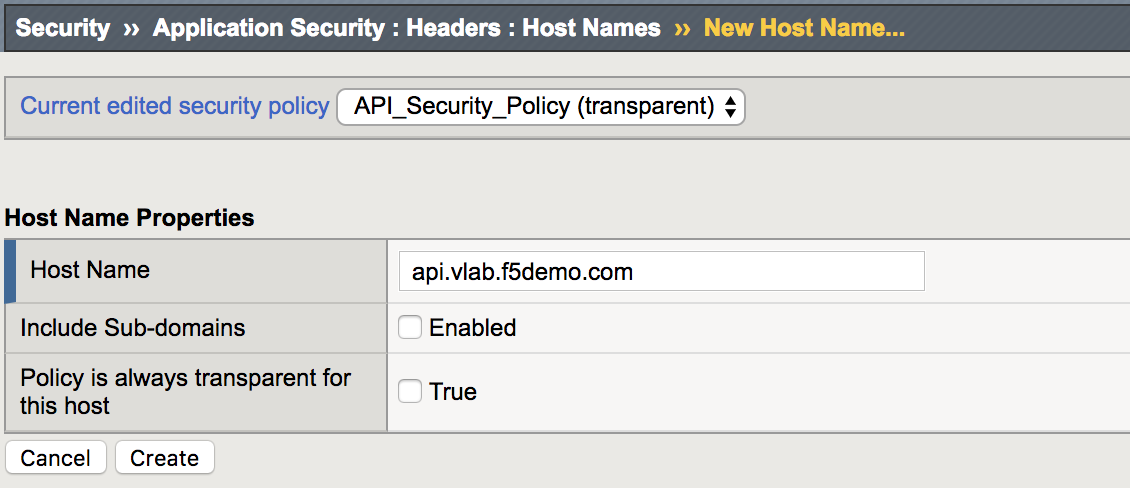 Security ›› Application Security : Headers : Host Names ›› New Host Name...
Current edited security policy API_Security_Policy (transparent)
Host Name Properties
Host Name api.vlab.f5demo.com
Include Sub-domains Enabled
Policy is always transparent for
this host True
Cancel Create